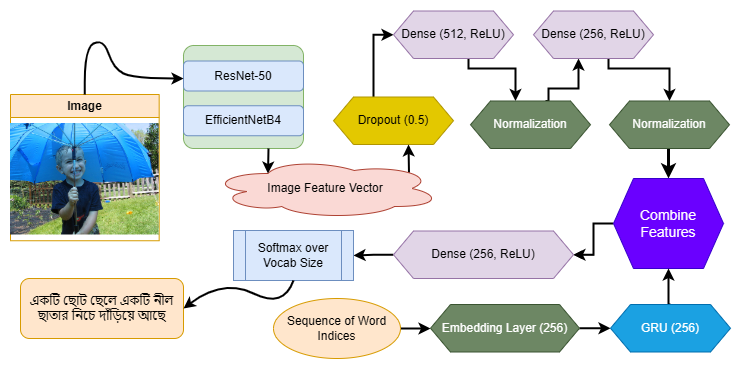 Image
ResNet-50
EfficientNetB4
Image Feature Vector
Dropout (0.5)
Dense (512, ReLU)
Normalization
Dense (256, ReLU)
Normalization
Combine
Features
Dense (256, ReLU)
Softmax over
Vocab Size
একটি ছোট ছেলে একটি নীল
ছাতার নিচে দাঁড়িয়ে আছে
Sequence of Word
Indices
Embedding Layer (256)
GRU (256)